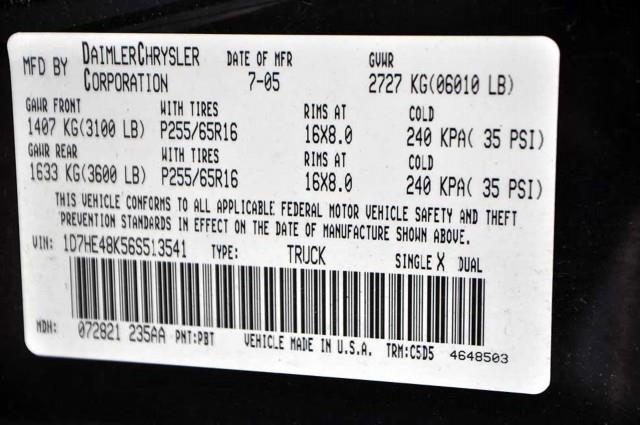 MFD BY DAIMLERCHRYSLER CORPORATION DATE OF MFR 7-05 GVWR 2727 KG(06010 LB)
GAWR FRONT WITH TIRES RIMS AT COLD
1407 KG(3100 LB) P255/65R16 16X8.0 240 KPA( 35 PSI)
GAWR REAR WITH TIRES RIMS AT COLD
1633 KG(3600 LB) P255/65R16 16X8.0 240 KPA( 35 PSI)
THIS VEHICLE CONFORMS TO ALL APPLICABLE FEDERAL MOTOR VEHICLE SAFETY AND THEFT
PREVENTION STANDARDS IN EFFECT ON THE DATE OF MANUFACTURE SHOWN ABOVE.
VIN: 1D7HE48K56S513541 TYPE: TRUCK SINGLE X DUAL
MDH: 072821 235AA PNT:PBT VEHICLE MADE IN U.S.A. TRM:C5D5 4648503